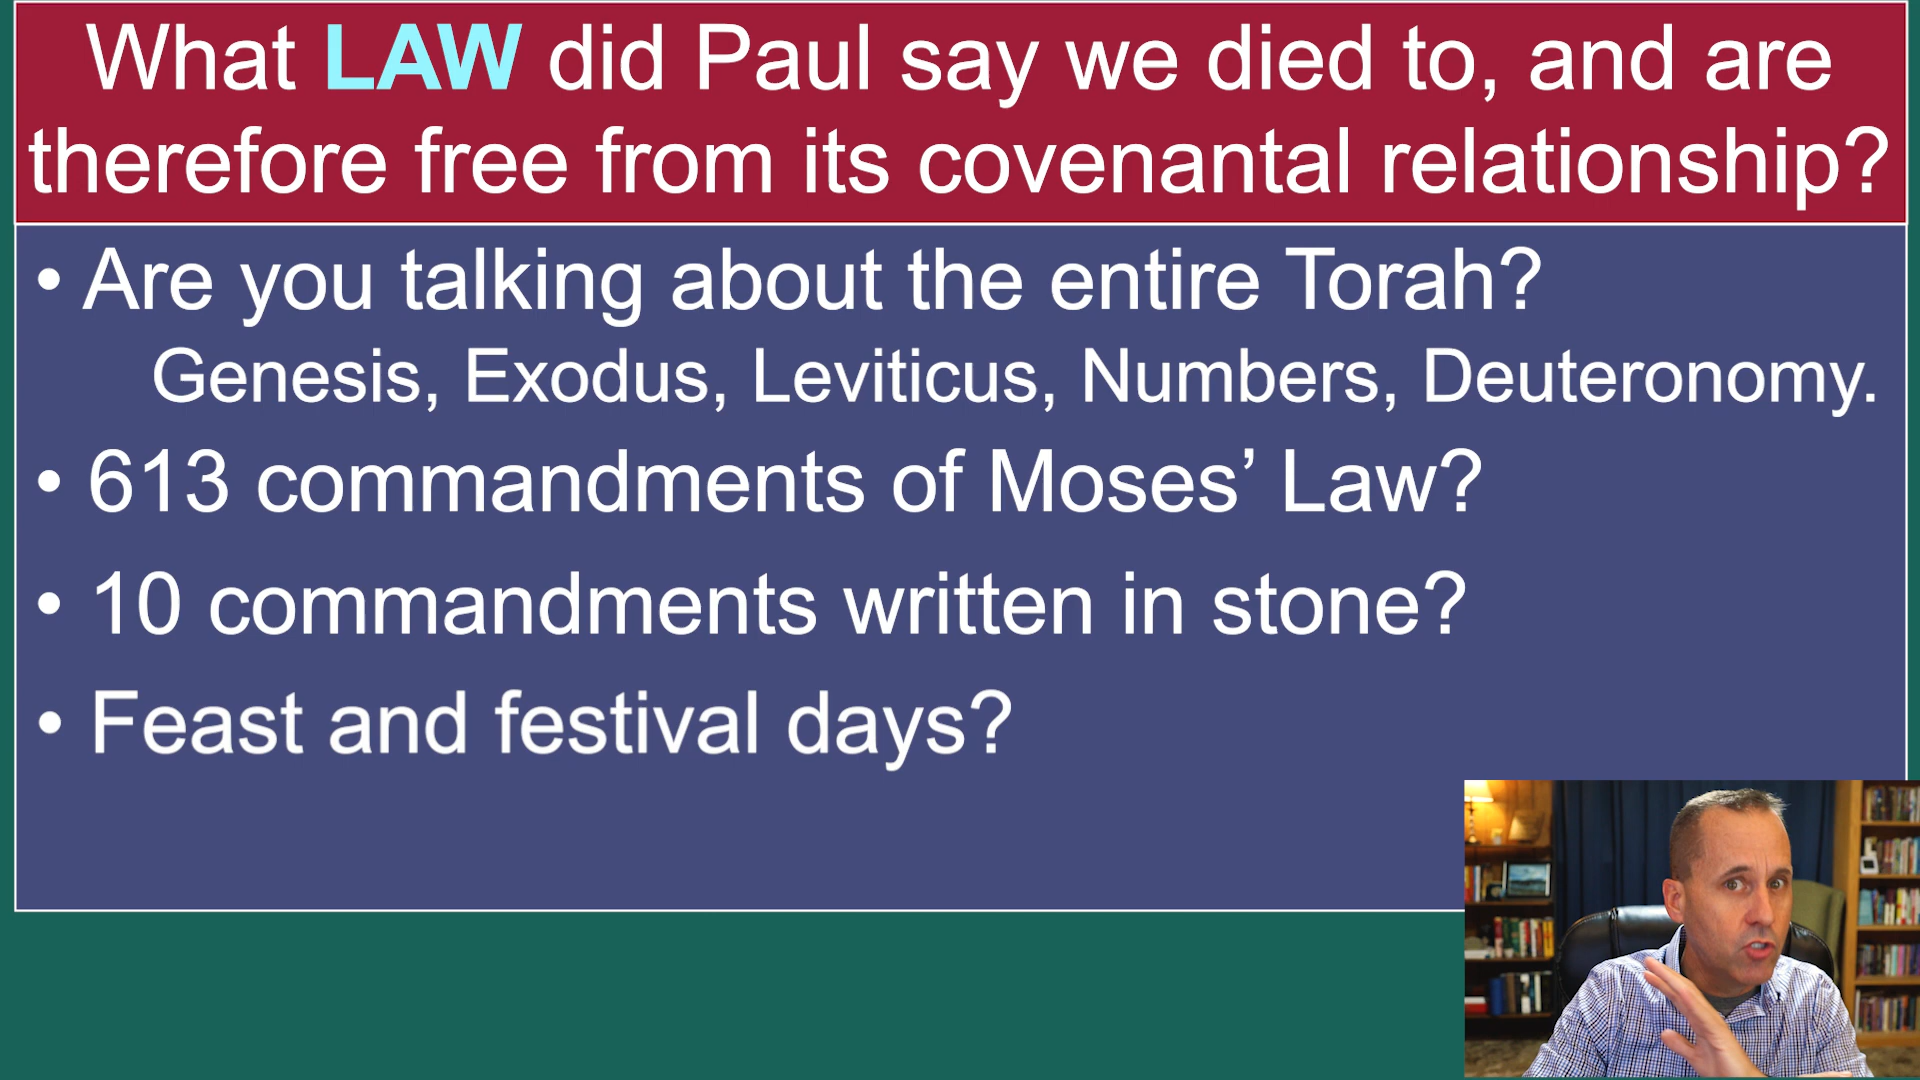 What LAW did Paul say we died to, and are
therefore free from its covenantal relationship?
• Are you talking about the entire Torah?
Genesis, Exodus, Leviticus, Numbers, Deuteronomy.
• 613 commandments of Moses’ Law?
• 10 commandments written in stone?
• Feast and festival days?